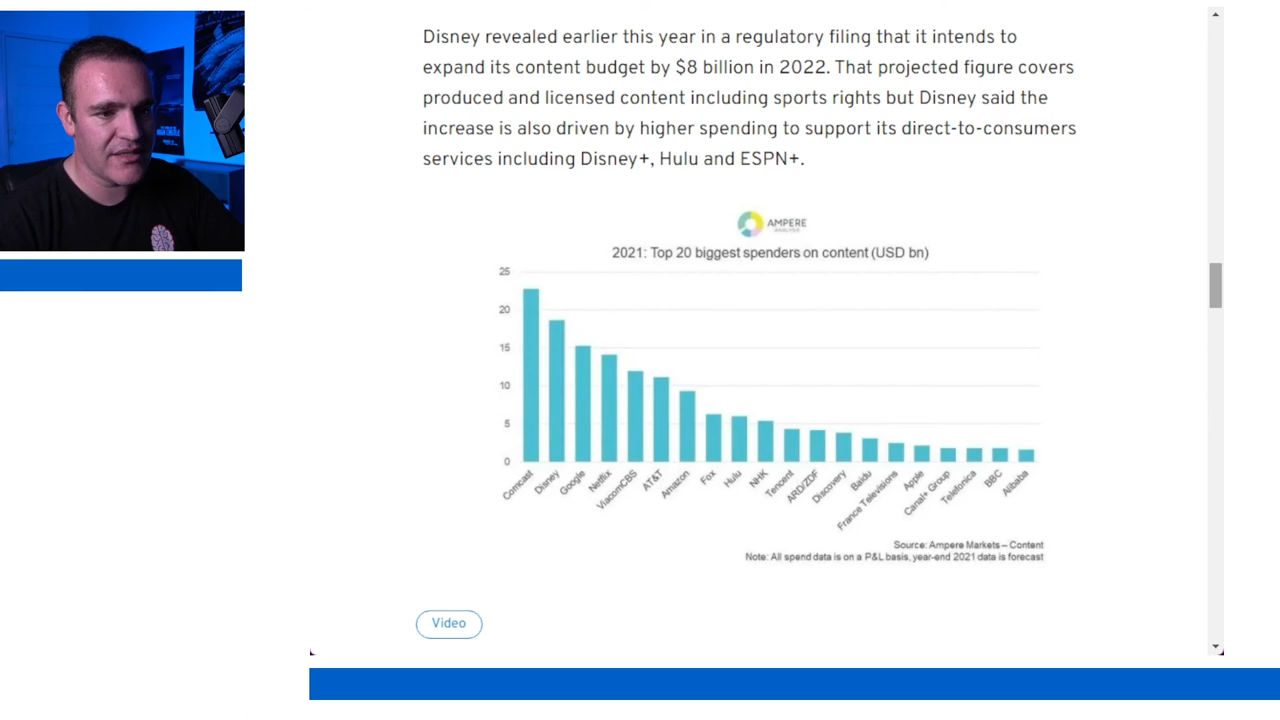 Disney revealed earlier this year in a regulatory filing that it intends to
expand its content budget by $8 billion in 2022. That projected figure covers
produced and licensed content including sports rights but Disney said the
increase is also driven by higher spending to support its direct-to-consumers
services including Disney+, Hulu and ESPN+.
AMPERE
ANALYSIS
2021: Top 20 biggest spenders on content (USD bn)
25
20
15
10
5
0
Comcast
Disney
Google
Netflix
ViacomCBS
AT&T
Amazon
Fox
Hulu
NHK
Tencent
ARD/ZDF
Discovery
Baidu
France Televisions
Apple
Canal+ Group
Telefonica
BBC
Alibaba
Source: Ampere Markets – Content
Note: All spend data is on a P&L basis, year-end 2021 data is forecast
Video